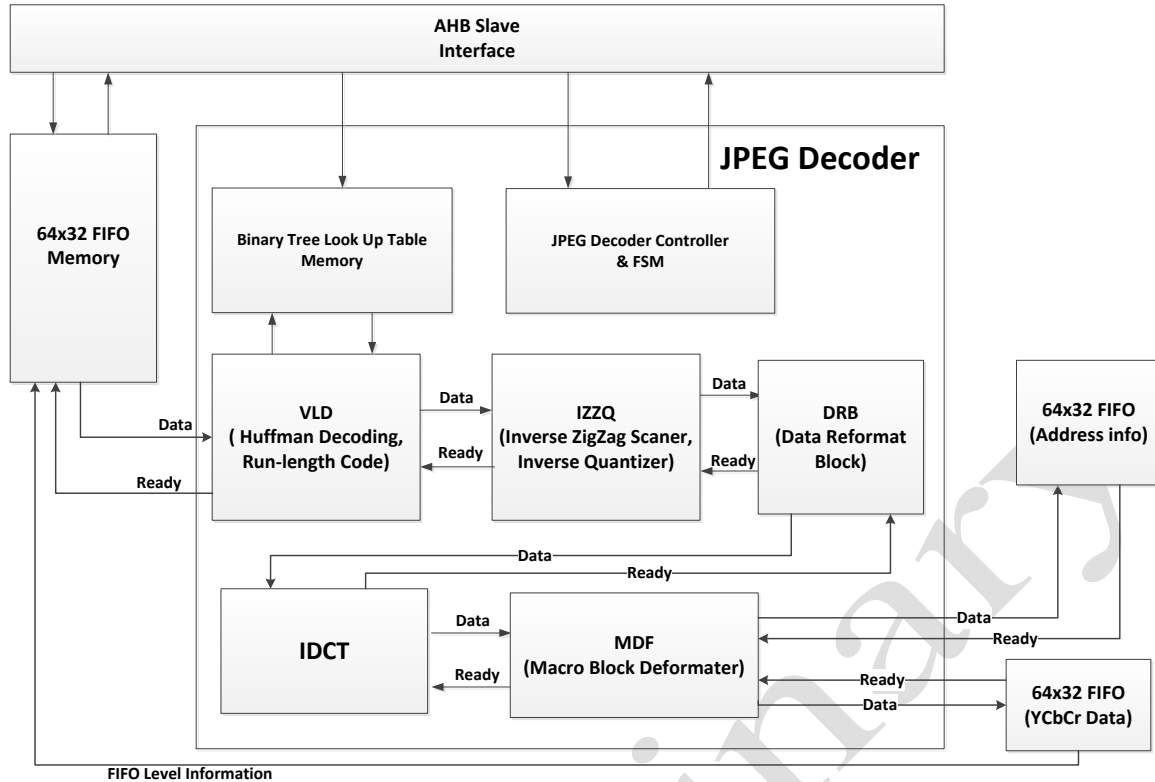 AHB Slave
Interface
JPEG Decoder
64x32 FIFO
Memory
Binary Tree Look Up Table
Memory
JPEG Decoder Controller
& FSM
Data
Ready
VLD
( Huffman Decoding,
Run-length Code)
Data
Ready
IZZQ
(Inverse ZigZag Scaner,
Inverse Quantizer)
Data
Ready
DRB
(Data Reformat
Block)
64x32 FIFO
(Address info)
Data
Ready
IDCT
Data
Ready
MDF
(Macro Block Deformater)
Data
Ready
Ready
Data
64x32 FIFO
(YCbCr Data)
FIFO Level Information
inary